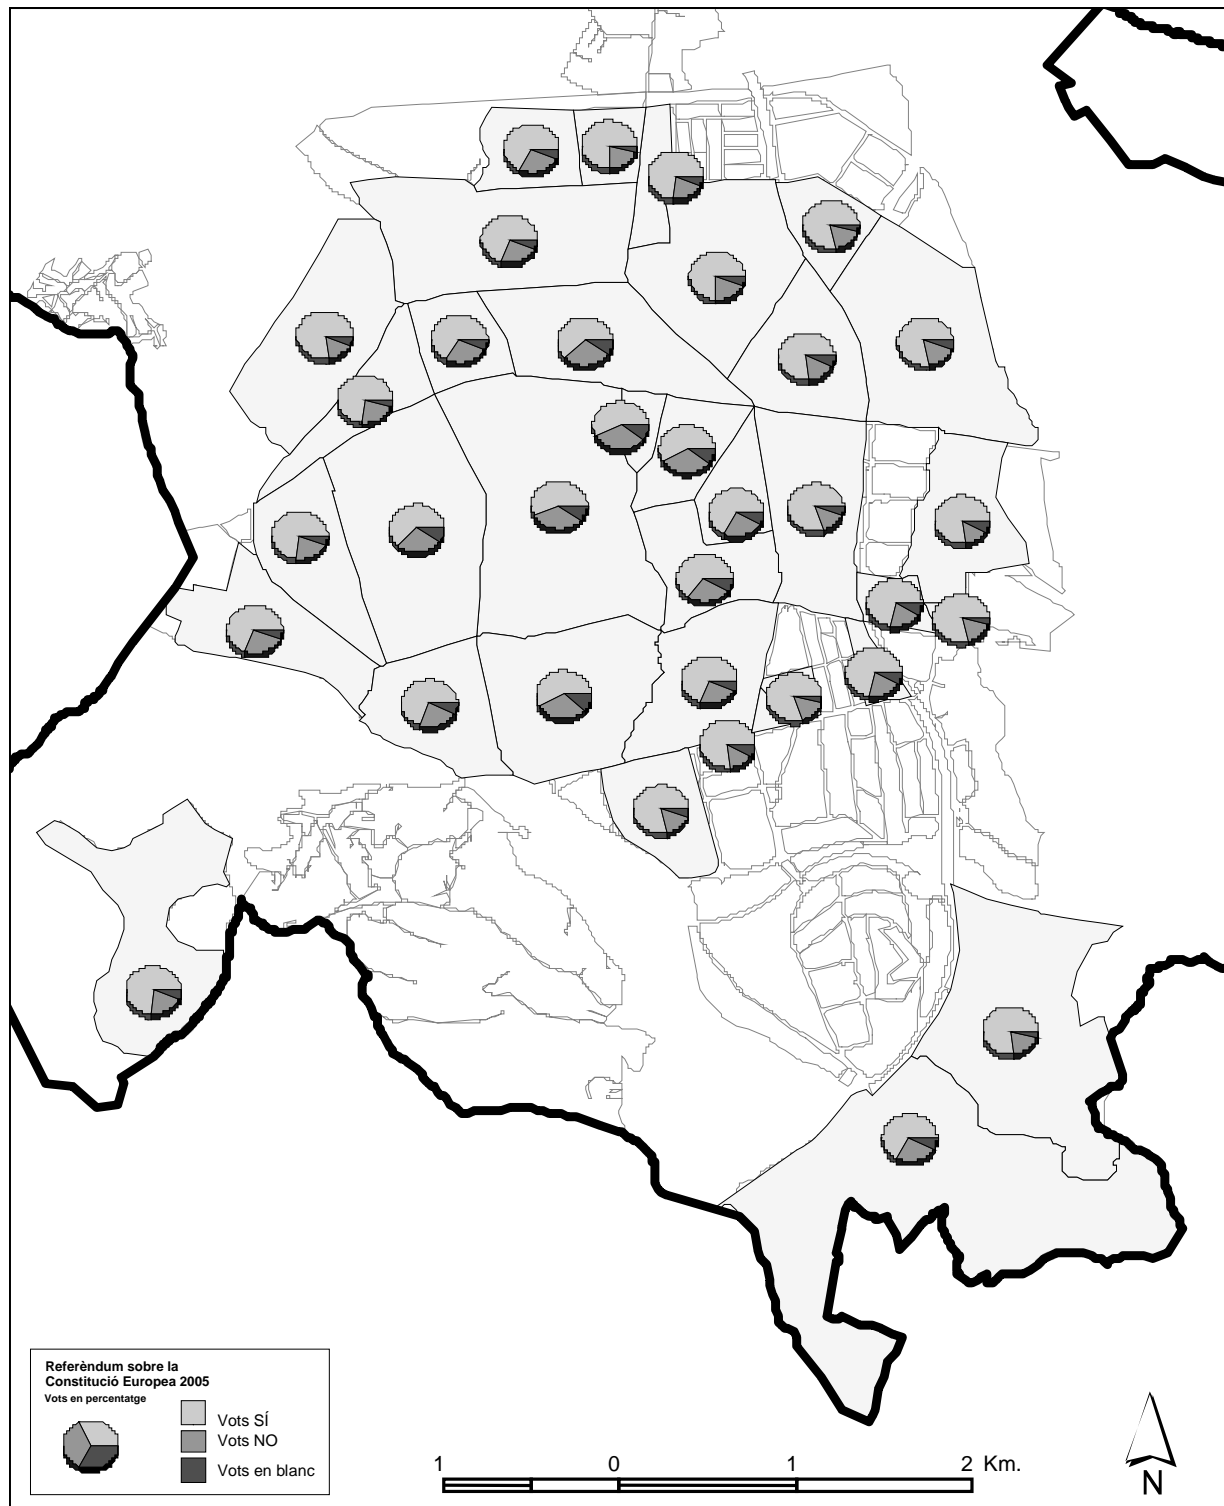 Referèndum sobre la
Constitució Europea 2005
Vots en percentatge
Vots SÍ
Vots NO
Vots en blanc
1 0 1 2 Km.
N